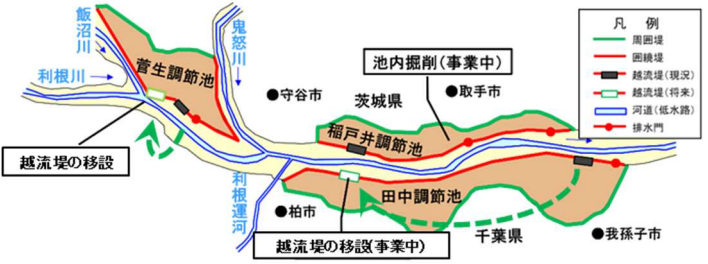 飯沼川
鬼怒川
利根川
菅生調節池
守谷市
茨城県
池内掘削(事業中)
取手市
稲戸井調節池
越流堤の移設
利根運河
柏市
田中調節池
越流堤の移設(事業中)
千葉県
我孫子市
凡 例
周囲堤
囲繞堤
越流堤(現況)
越流堤(将来)
河道(低水路)
排水門